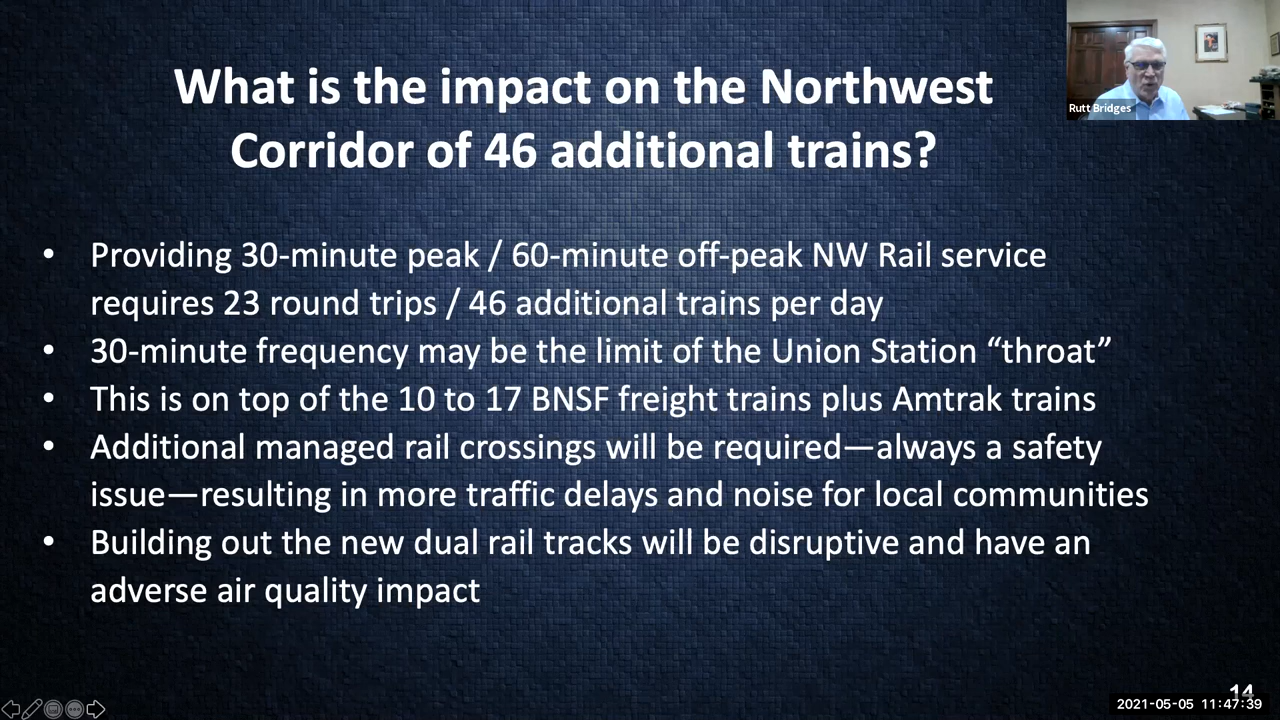 What is the impact on the Northwest
Corridor of 46 additional trains?
Rutt Bridges
• Providing 30-minute peak / 60-minute off-peak NW Rail service
requires 23 round trips / 46 additional trains per day
• 30-minute frequency may be the limit of the Union Station “throat”
• This is on top of the 10 to 17 BNSF freight trains plus Amtrak trains
• Additional managed rail crossings will be required—always a safety
issue—resulting in more traffic delays and noise for local communities
• Building out the new dual rail tracks will be disruptive and have an
adverse air quality impact
14
2021-05-05 11:47:39